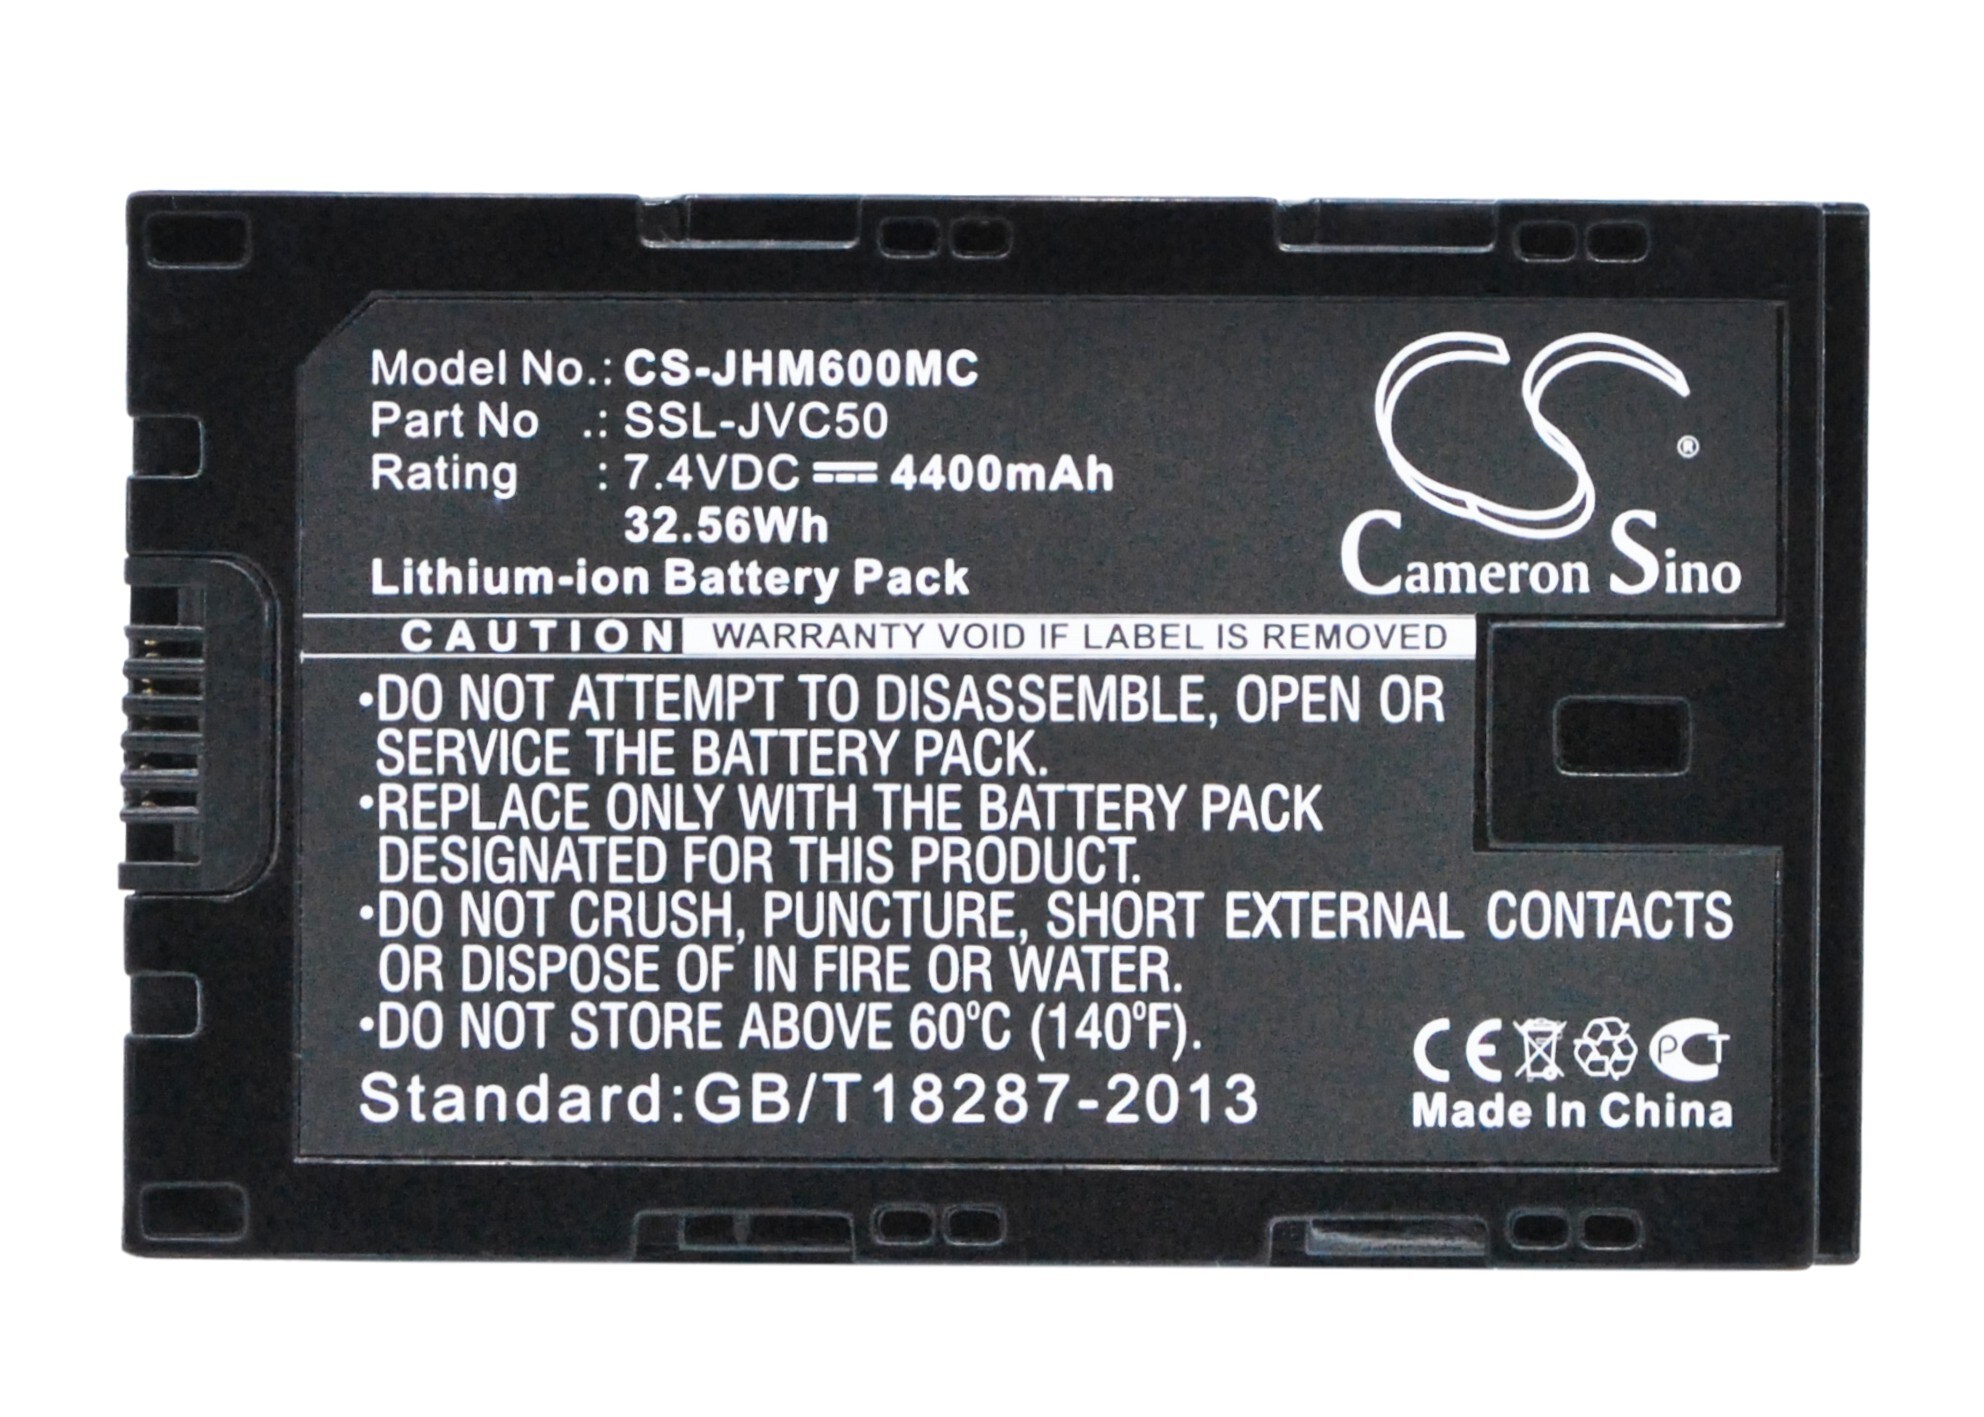 Model No.: CS-JHM600MC
Part No .: SSL-JVC50
Rating : 7.4VDC 4400mAh
32.56Wh
Lithium-ion Battery Pack
CS
®
Cameron Sino
CAUTION WARRANTY VOID IF LABEL IS REMOVED
•DO NOT ATTEMPT TO DISASSEMBLE, OPEN OR
SERVICE THE BATTERY PACK.
•REPLACE ONLY WITH THE BATTERY PACK
DESIGNATED FOR THIS PRODUCT.
•DO NOT CRUSH, PUNCTURE, SHORT EXTERNAL CONTACTS
OR DISPOSE OF IN FIRE OR WATER.
•DO NOT STORE ABOVE 60°C (140°F).
Standard:GB/T18287-2013
CE PCT
Made In China